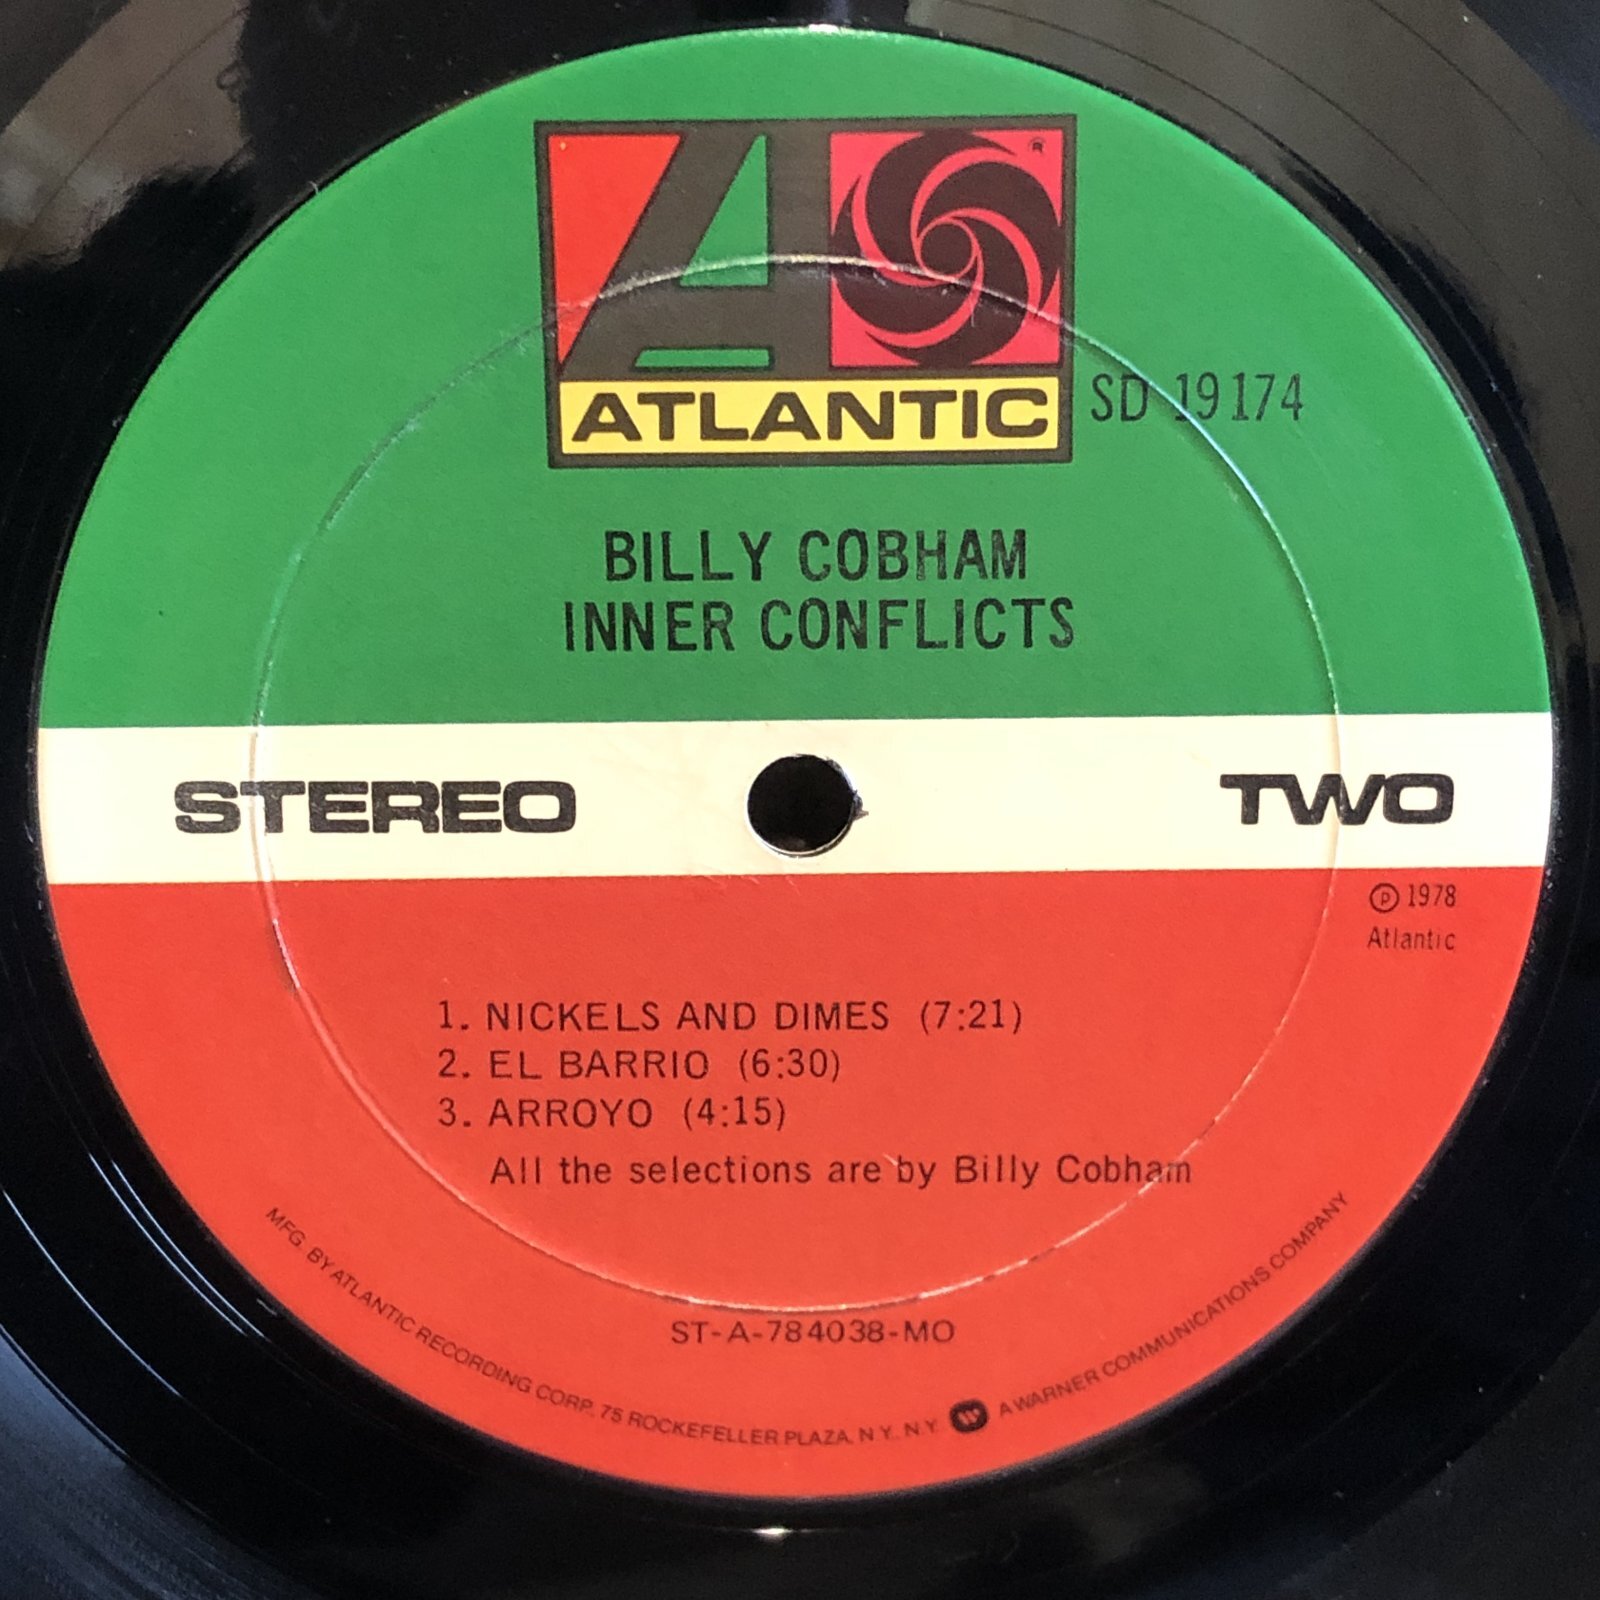 ®
ATLANTIC
SD 19174
BILLY COBHAM
INNER CONFLICTS
STEREO
TWO
Ⓟ 1978
Atlantic
1. NICKELS AND DIMES (7:21)
2. EL BARRIO (6:30)
3. ARROYO (4:15)
All the selections are by Billy Cobham
ST-A-784038-MO
MFG. BY ATLANTIC RECORDING CORP. 75 ROCKEFELLER PLAZA, N.Y. N.Y. A WARNER COMMUNICATIONS COMPANY